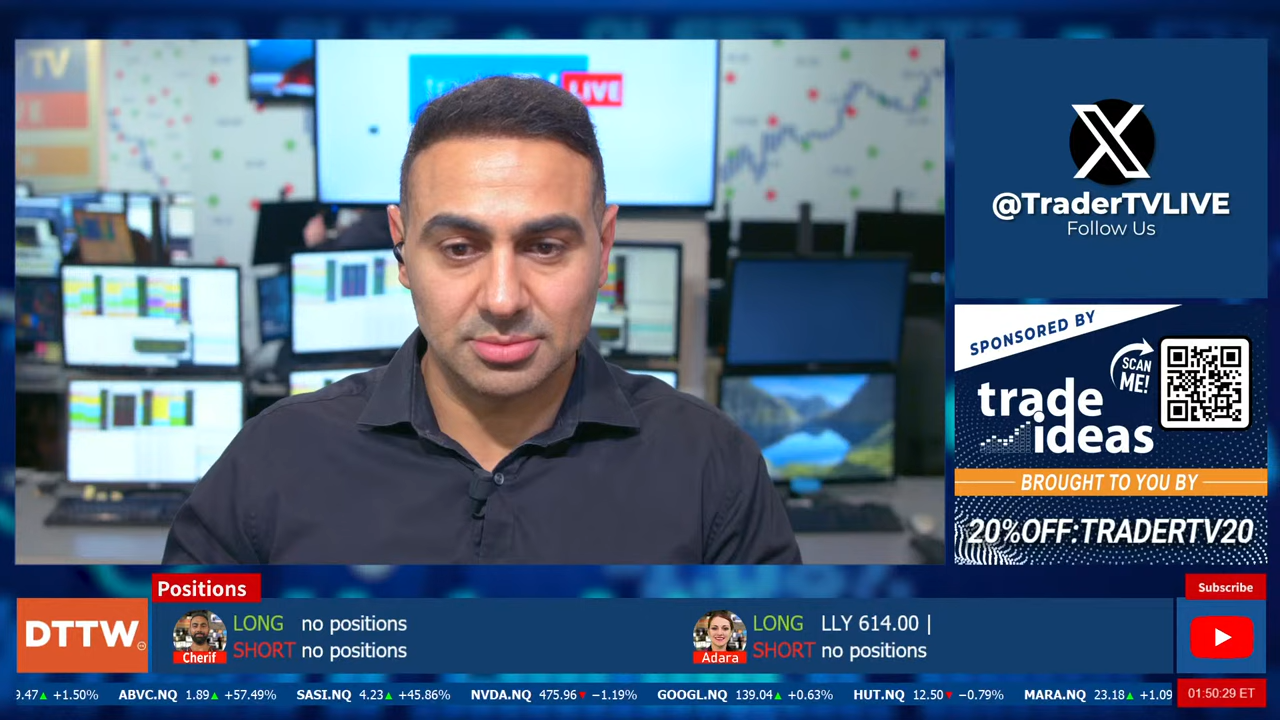 TV
LIVE
X
@TraderTVLIVE
Follow Us
SPONSORED BY
SCAN
ME!
trade
ideas
BROUGHT TO YOU BY
20%OFF:TRADERTV20
Positions
Subscribe
DTTW
LONG no positions
SHORT no positions
Cherif
LONG LLY 614.00 |
SHORT no positions
Adara
9.47▲ +1.50% ABVC.NQ 1.89▲ +57.49% SASI.NQ 4.23▲ +45.86% NVDA.NQ 475.96▼ −1.19% GOOGL.NQ 139.04▲ +0.63% HUT.NQ 12.50▼ −0.79% MARA.NQ 23.18▲ +1.09
01:50:29 ET